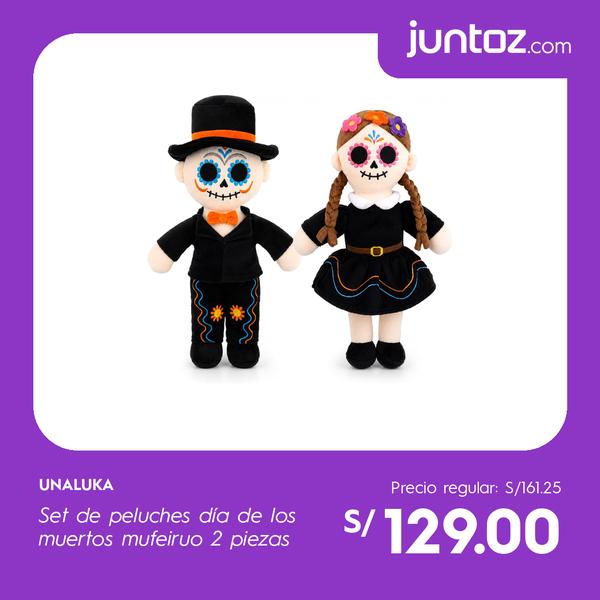 juntoz.com
UNALUKA
Set de peluches día de los
muertos mufeiruo 2 piezas
Precio regular: S/161.25
S/129.00